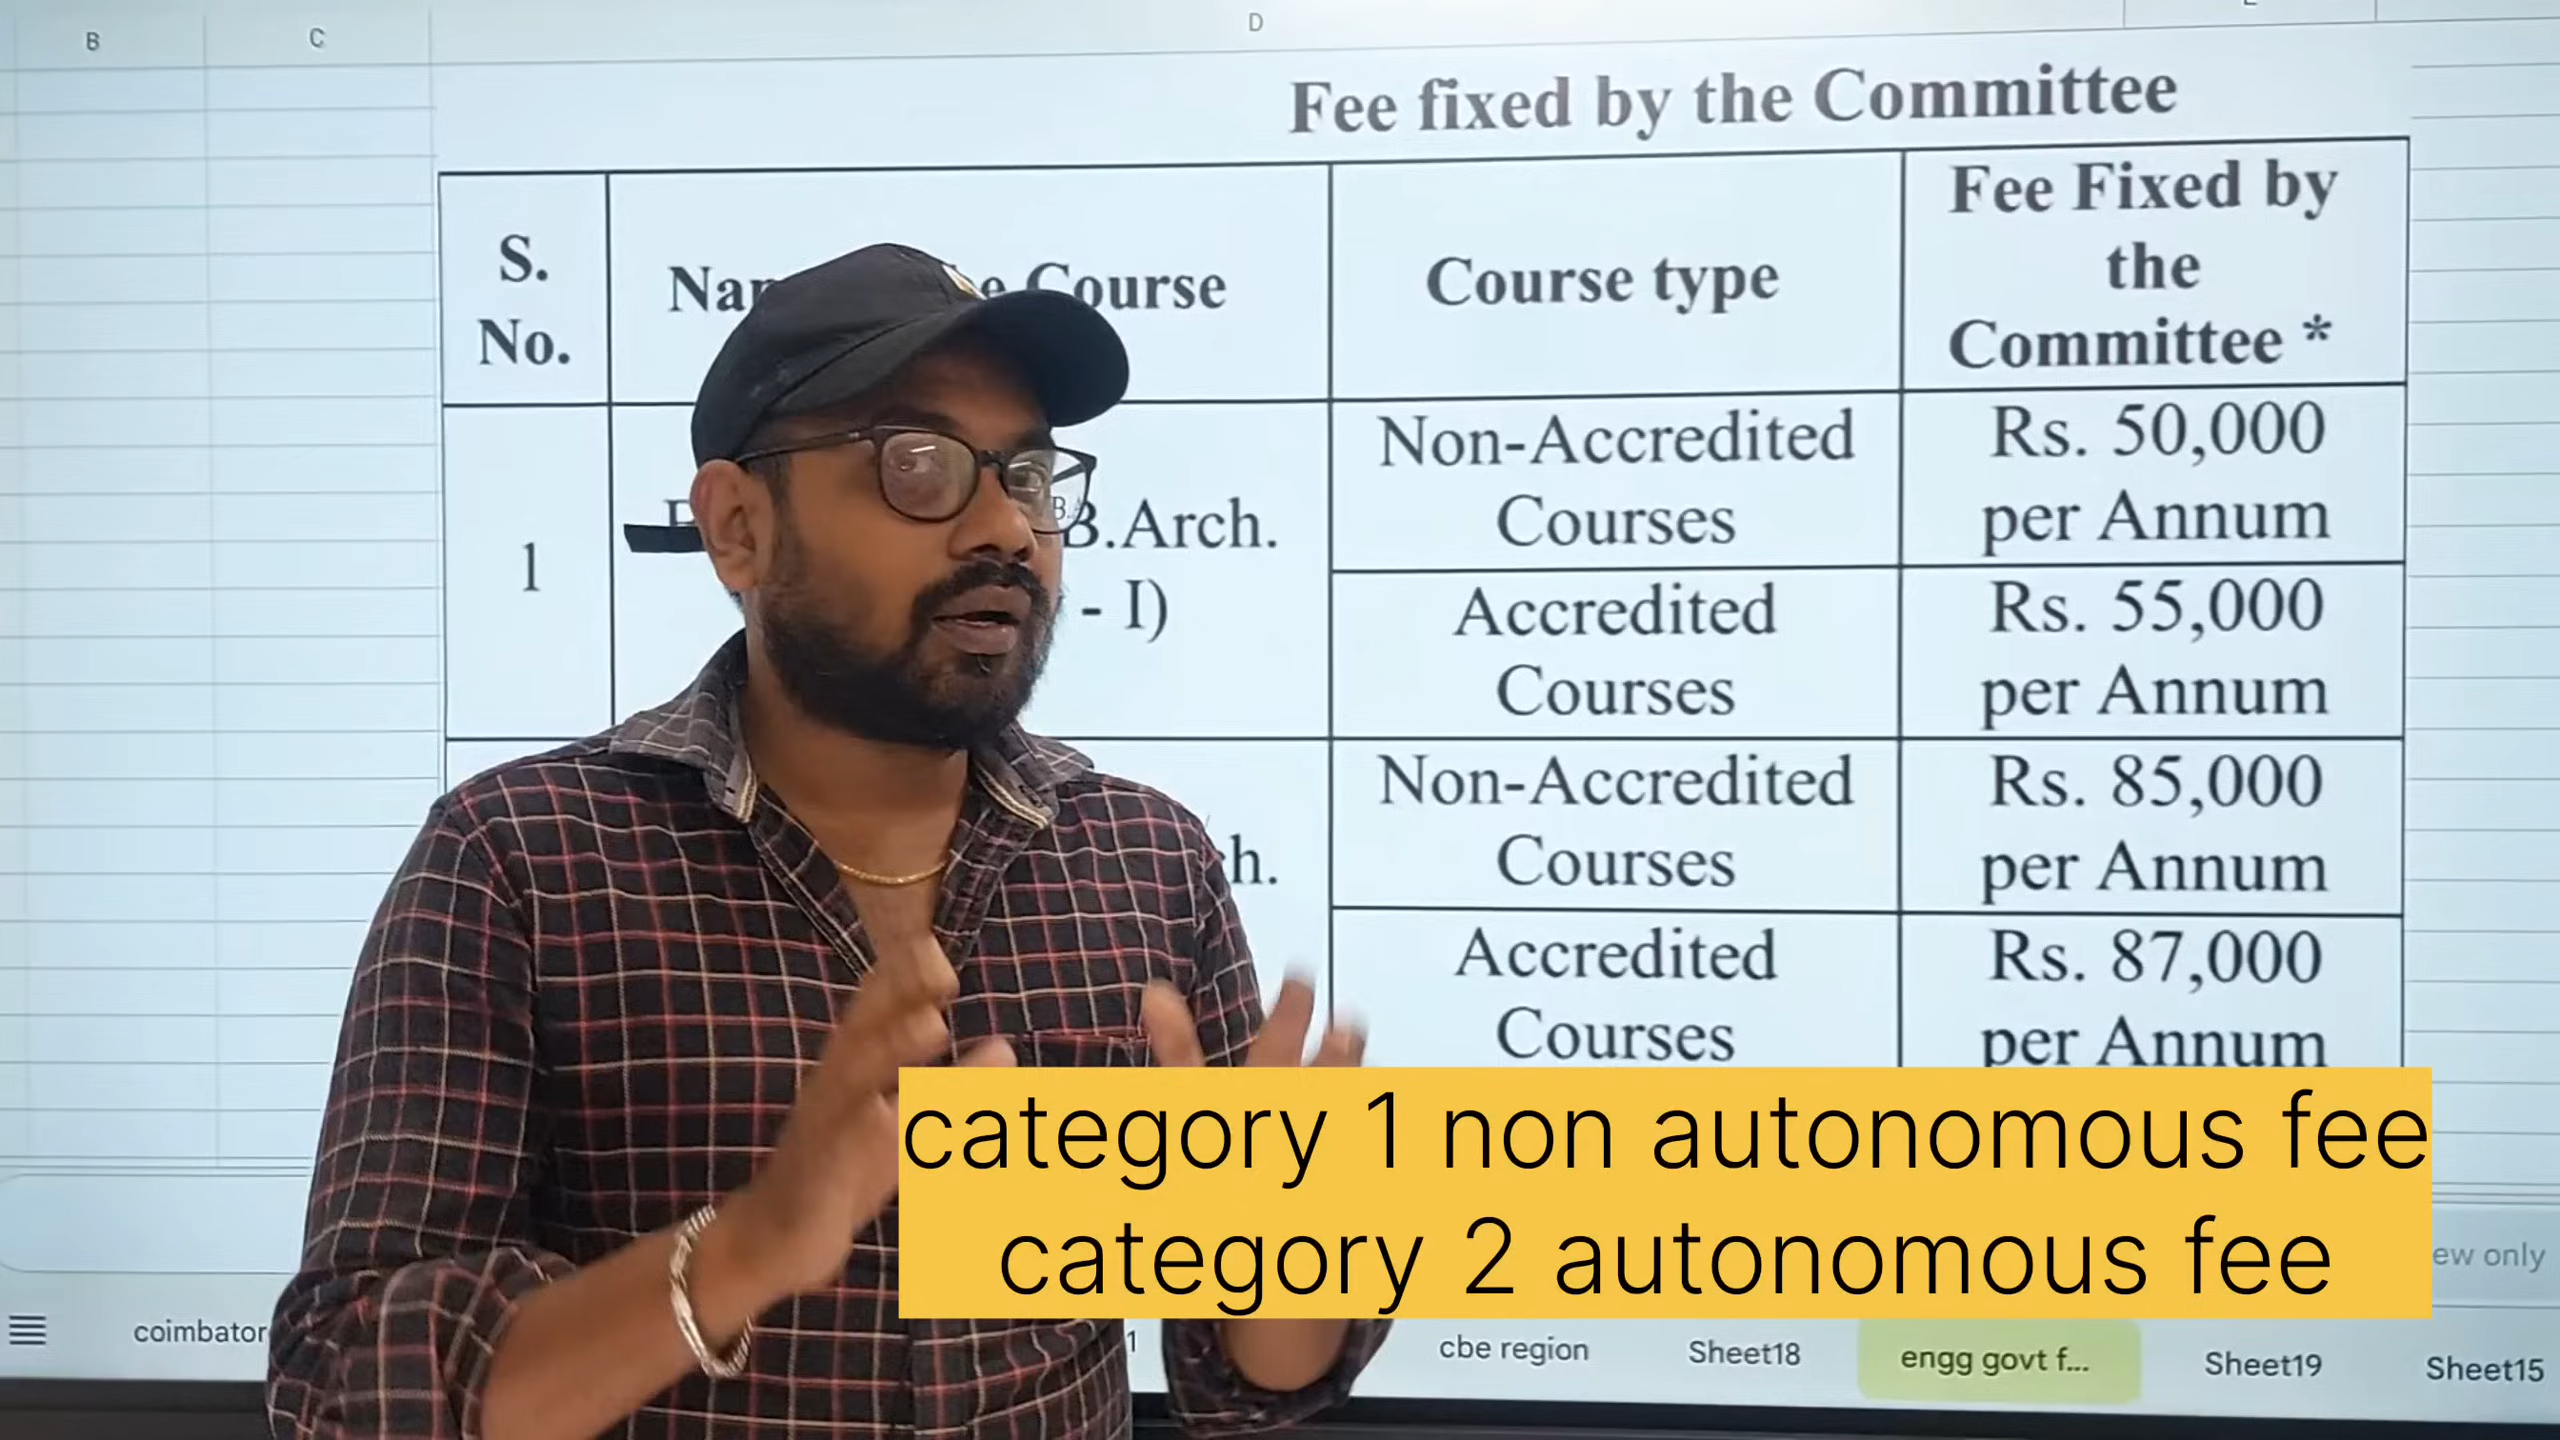 B
C
D
Fee fixed by the Committee
S.
No.
Course
Course type
Fee Fixed by
the
Committee *
1
B.Arch.
- I)
Non-Accredited
Courses
Rs. 50,000
per Annum
Accredited
Courses
Rs. 55,000
per Annum
Non-Accredited
Courses
Rs. 85,000
per Annum
Accredited
Courses
Rs. 87,000
per Annum
category 1 non autonomous fee
category 2 autonomous fee
only
cbe region
Sheet18
engg govt f...
Sheet19
Sheet15